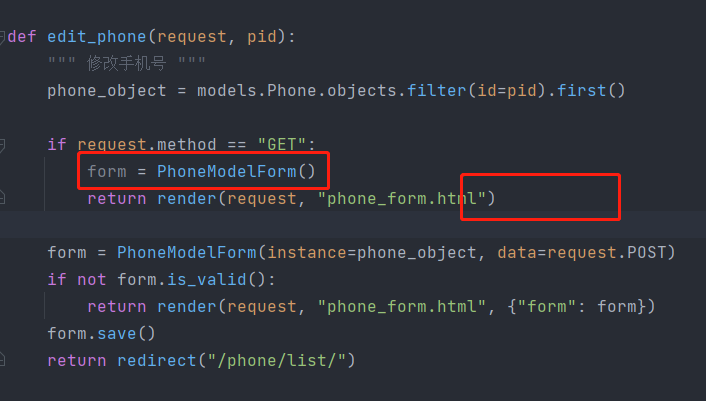 def edit_phone(request, pid):
""" 修改手机号 """
phone_object = models.Phone.objects.filter(id=pid).first()
if request.method == "GET":
form = PhoneModelForm()
return render(request, "phone_form.html")
form = PhoneModelForm(instance=phone_object, data=request.POST)
if not form.is_valid():
return render(request, "phone_form.html", {"form": form})
form.save()
return redirect("/phone/list/")